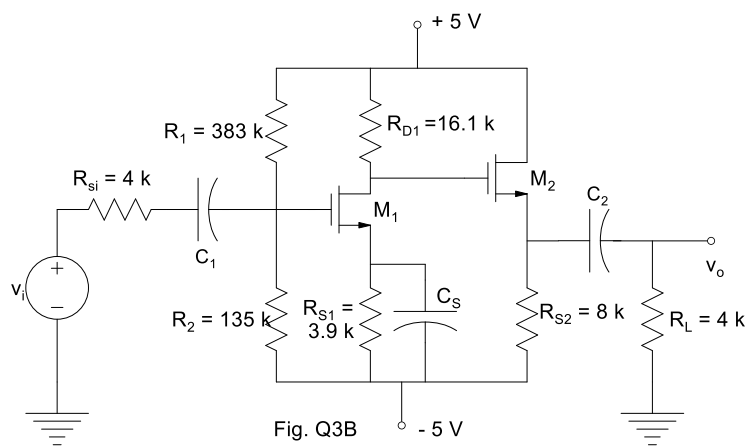 + 5 V
R1 = 383 k
RD1 =16.1 k
Rsi = 4 k
M2
M1
C2
C1
vo
+
vi
−
CS
R2 = 135 k
RS1 =
3.9 k
RS2 = 8 k
RL = 4 k
Fig. Q3B
- 5 V